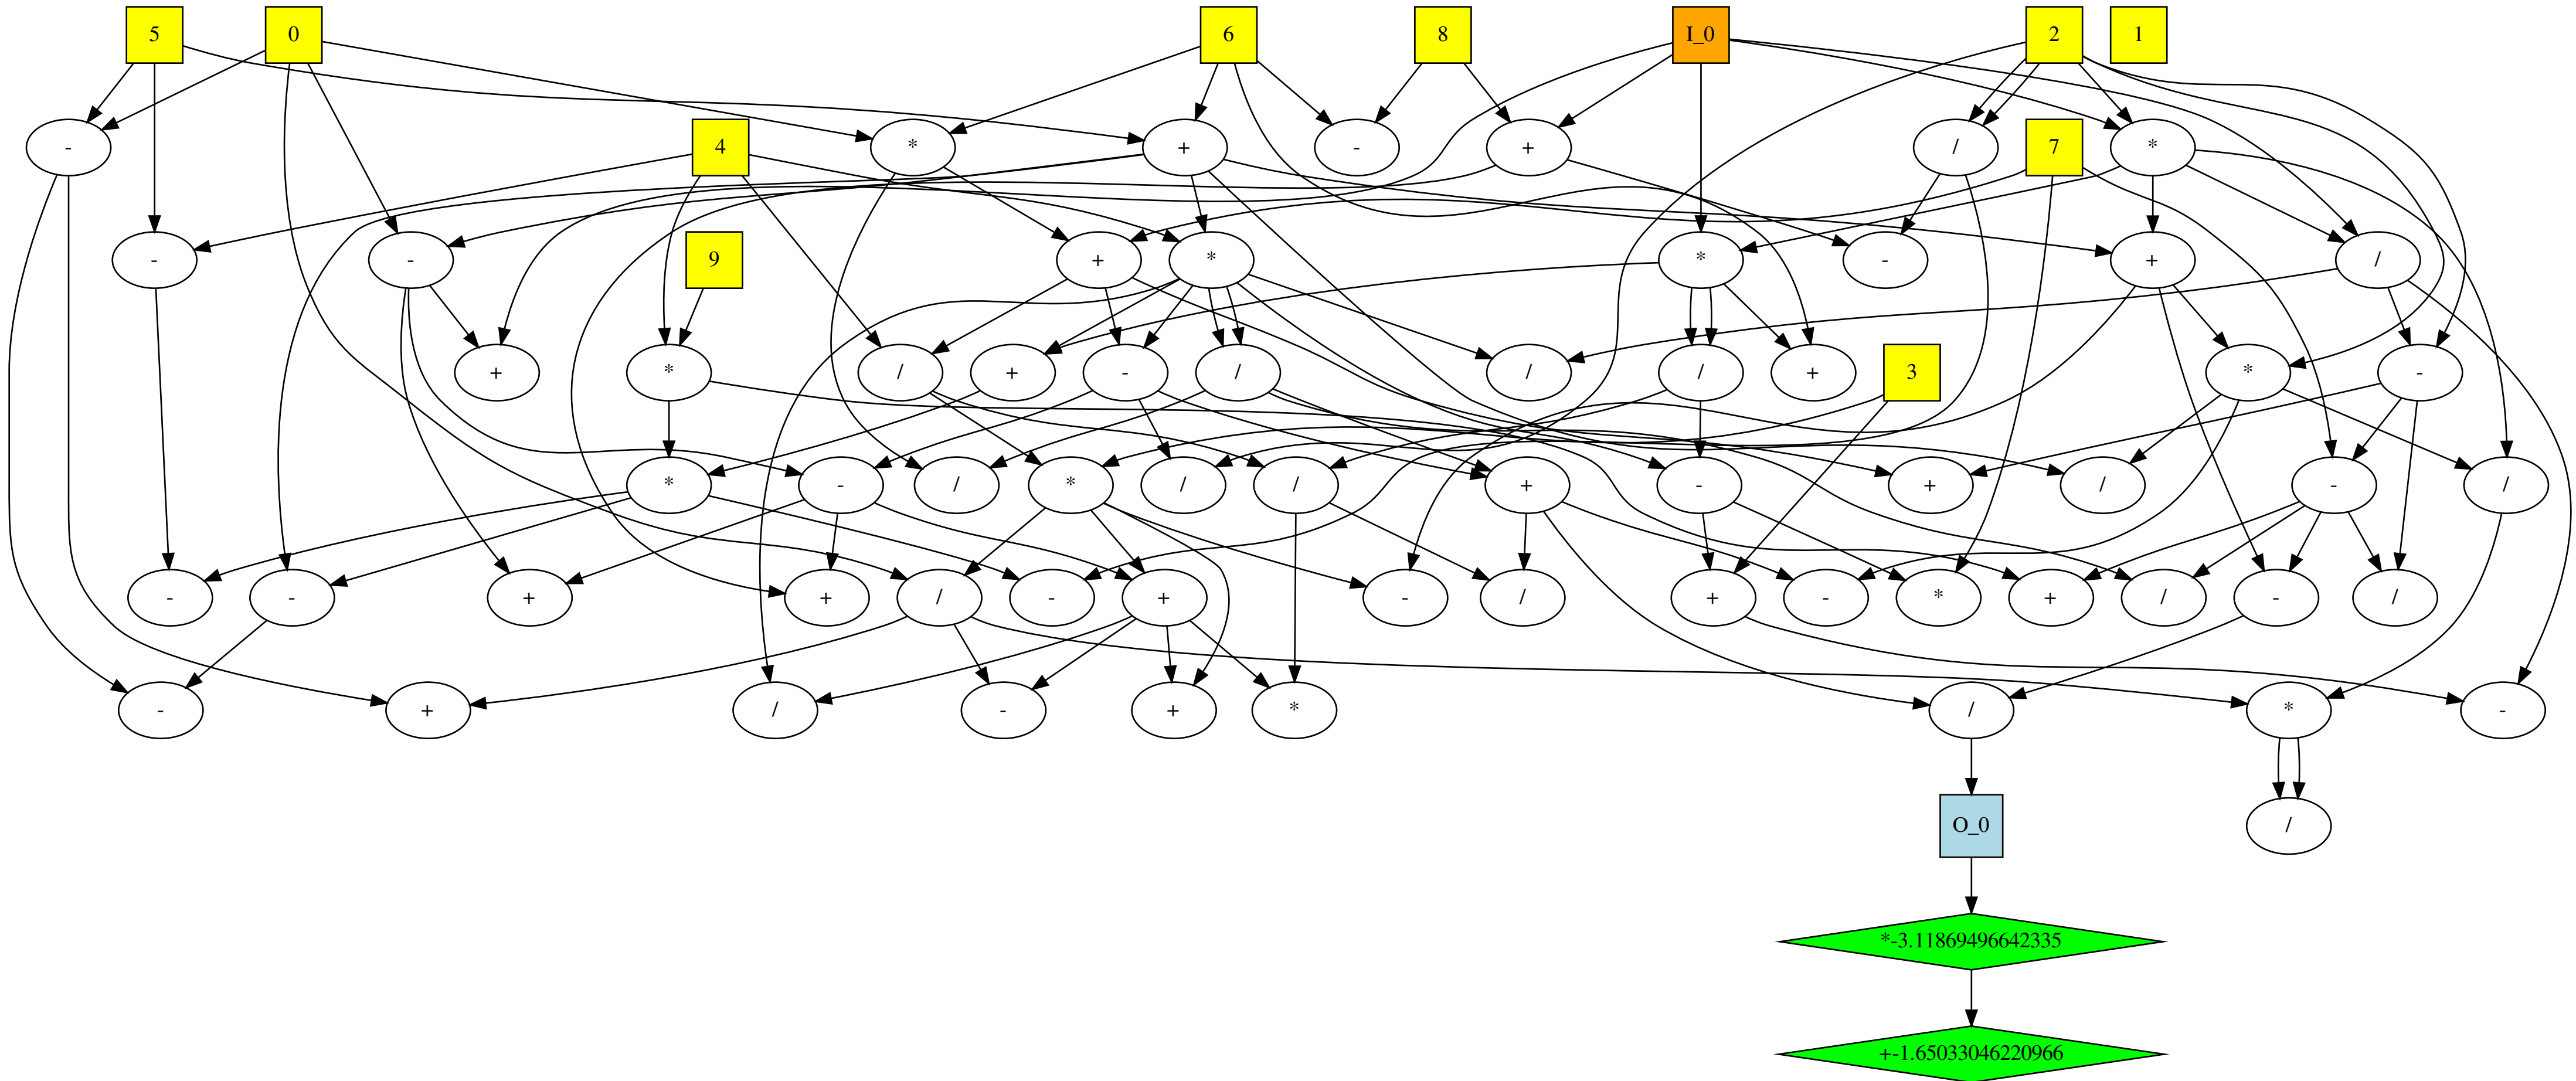 5 0 6 8 I_0 2 1
- 4 * + - + / 7 *
- - 9 + * * - + /
+ * / + - / / / + 3 * -
* - / * / / + - + / - /
- - + + / - + - / + - * + / - /
- + / - + * / * -
O_0 /
*-3.11869496642335
+-1.65033046220966